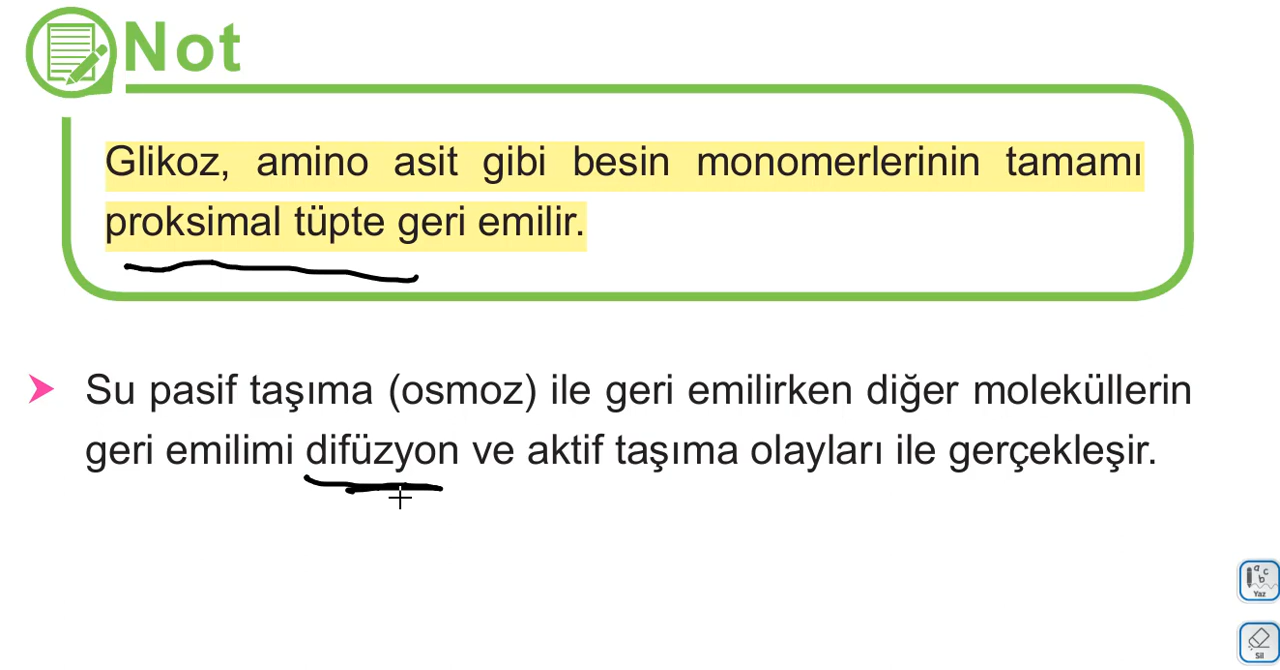 Not
Glikoz, amino asit gibi besin monomerlerinin tamamı
proksimal tüpte geri emilir.
Su pasif taşıma (osmoz) ile geri emilirken diğer moleküllerin
geri emilimi difüzyon ve aktif taşıma olayları ile gerçekleşir.
a c
b
Yaz
Sil